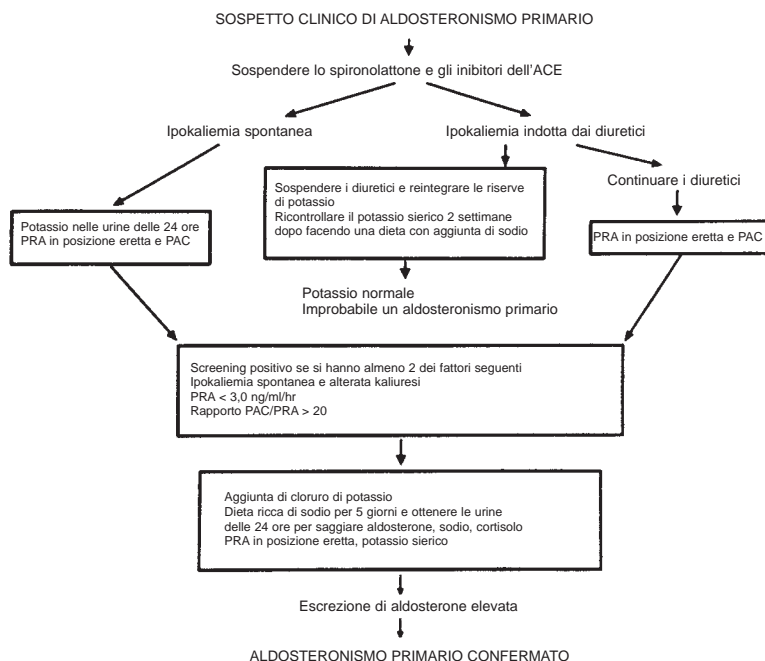 SOSPETTO CLINICO DI ALDOSTERONISMO PRIMARIO
Sospendere lo spironolattone e gli inibitori dell'ACE
Ipokaliemia spontanea
Ipokaliemia indotta dai diuretici
Sospendere i diuretici e reintegrare le riserve
di potassio
Ricontrollare il potassio sierico 2 settimane
dopo facendo una dieta con aggiunta di sodio
Continuare i diuretici
Potassio nelle urine delle 24 ore
PRA in posizione eretta e PAC
PRA in posizione eretta e PAC
Potassio normale
Improbabile un aldosteronismo primario
Screening positivo se si hanno almeno 2 dei fattori seguenti
Ipokaliemia spontanea e alterata kaliuresi
PRA < 3,0 ng/ml/hr
Rapporto PAC/PRA > 20
Aggiunta di cloruro di potassio
Dieta ricca di sodio per 5 giorni e ottenere le urine
delle 24 ore per saggiare aldosterone, sodio, cortisolo
PRA in posizione eretta, potassio sierico
Escrezione di aldosterone elevata
ALDOSTERONISMO PRIMARIO CONFERMATO